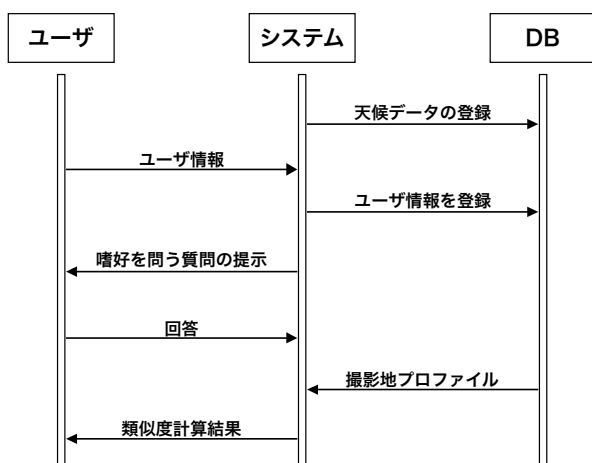 ユーザ
システム
DB
天候データの登録
ユーザ情報
ユーザ情報を登録
嗜好を問う質問の提示
回答
撮影地プロファイル
類似度計算結果